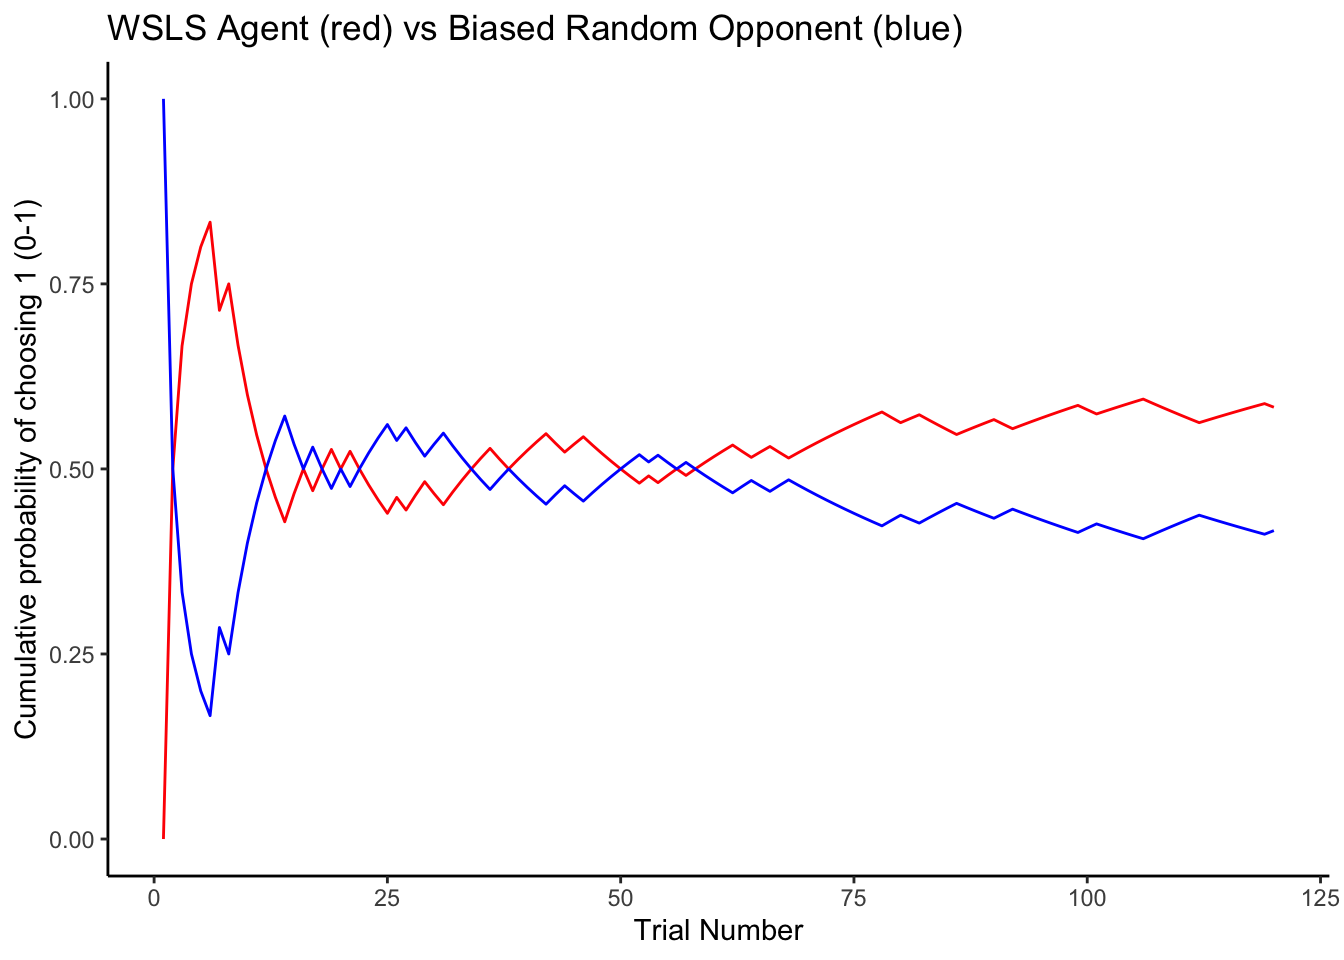 WSLS Agent (red) vs Biased Random Opponent (blue)
Cumulative probability of choosing 1 (0-1)
1.00
0.75
0.50
0.25
0.00
0 25 50 75 100 125
Trial Number